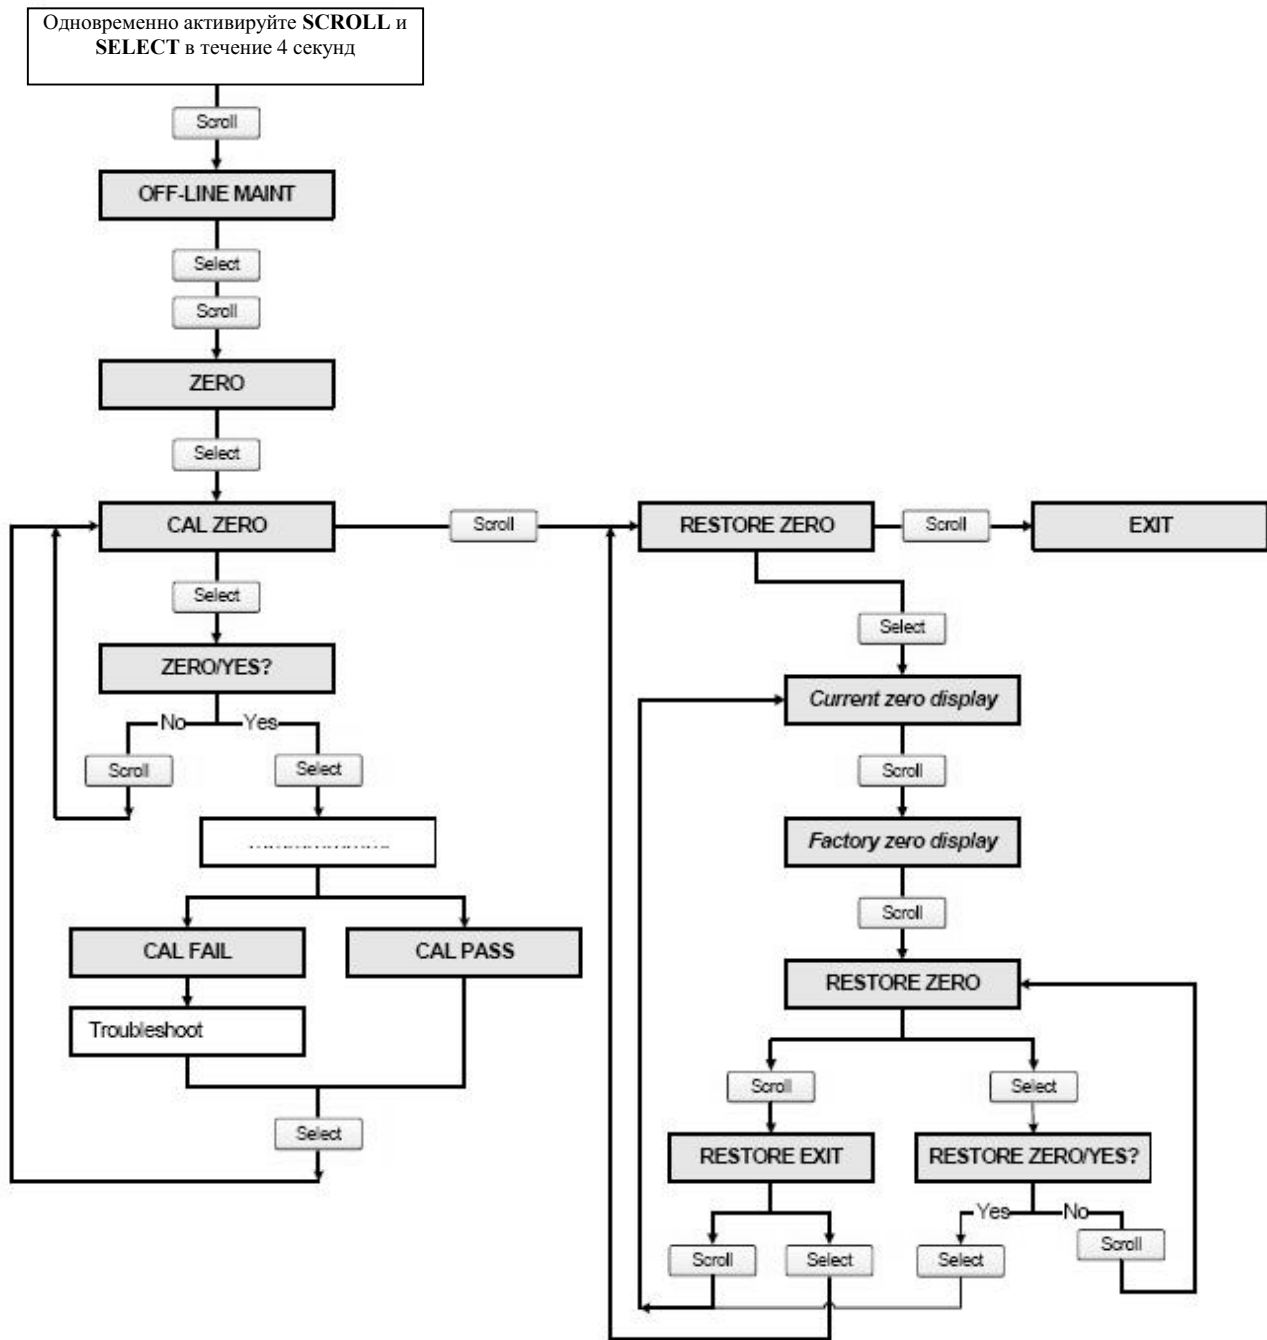 Одновременно активируйте SCROLL и
SELECT в течение 4 секунд
Scroll
OFF-LINE MAINT
Select
Scroll
ZERO
Select
CAL ZERO
Scroll
RESTORE ZERO
Scroll
EXIT
Select
Select
ZERO/YES?
Current zero display
No
Yes
Scroll
Select
Scroll
....................
Factory zero display
Scroll
CAL FAIL
CAL PASS
RESTORE ZERO
Troubleshoot
Scroll
Select
Select
RESTORE EXIT
RESTORE ZERO/YES?
Yes
No
Scroll
Select
Select
Scroll